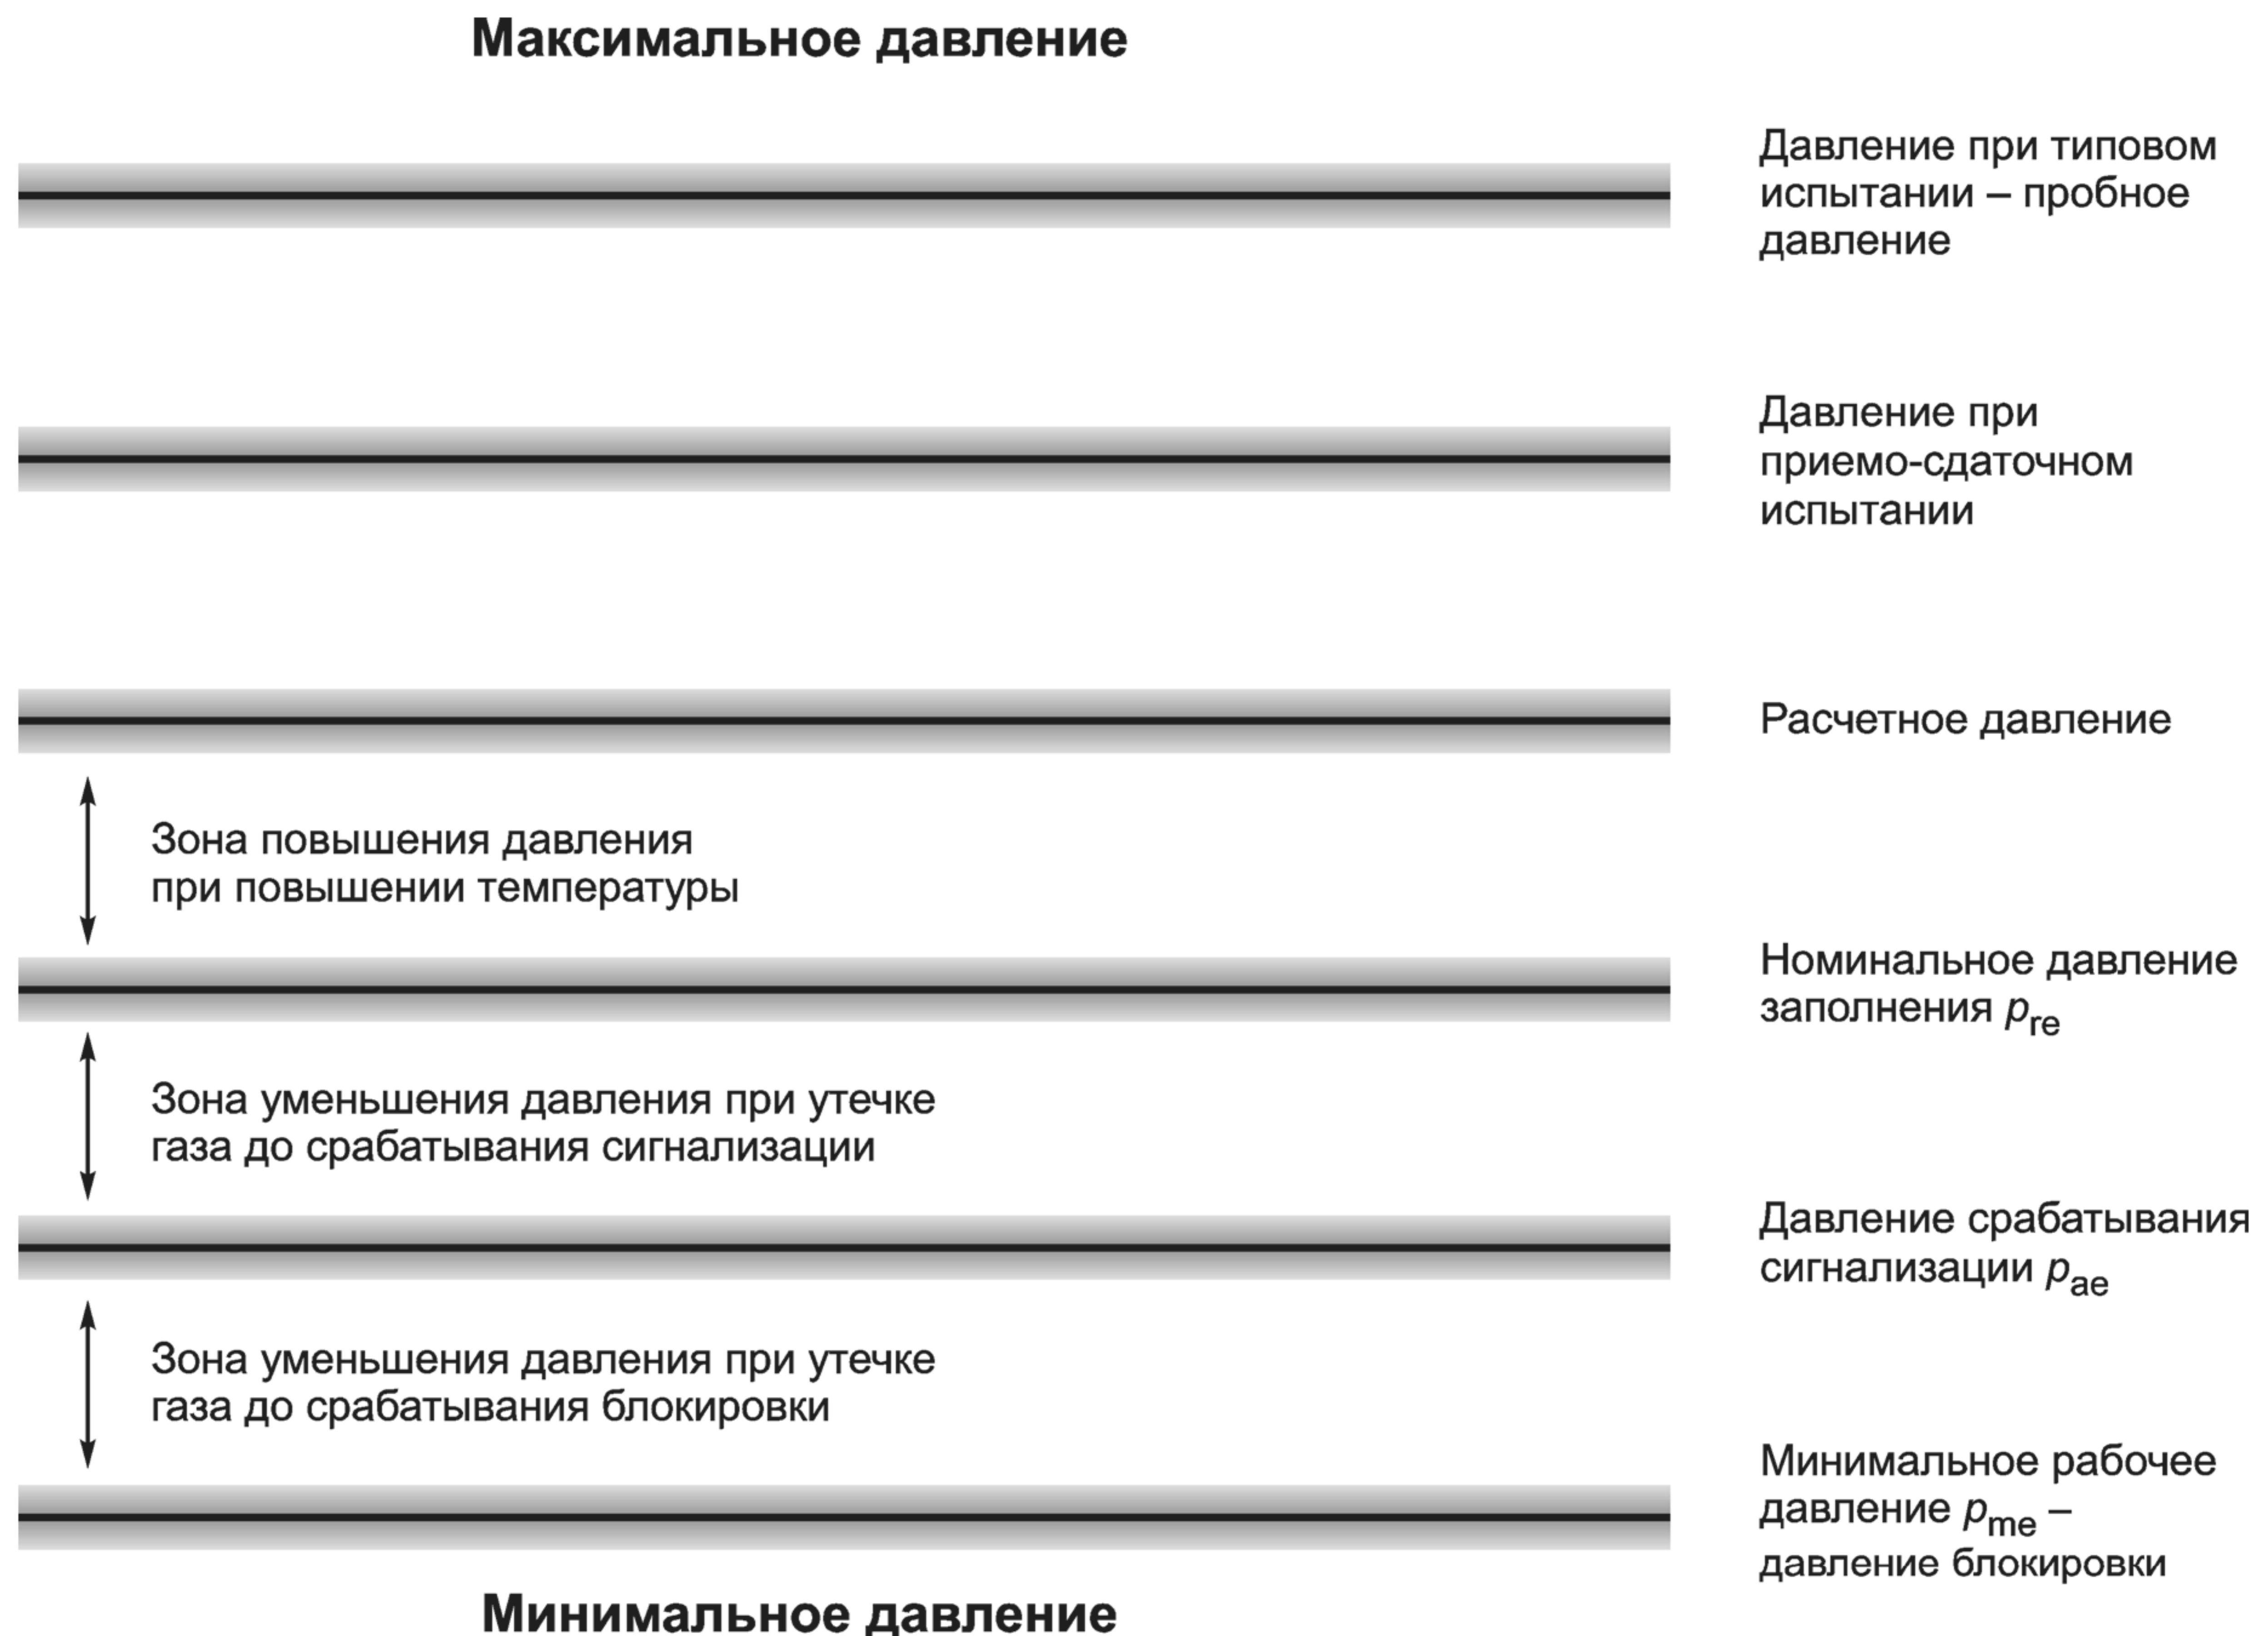 Максимальное давление
Давление при типовом
испытании – пробное
давление
Давление при
приемо-сдаточном
испытании
Расчетное давление
Зона повышения давления
при повышении температуры
Номинальное давление
заполнения pre
Зона уменьшения давления при утечке
газа до срабатывания сигнализации
Давление срабатывания
сигнализации pae
Зона уменьшения давления при утечке
газа до срабатывания блокировки
Минимальное рабочее
давление pme –
давление блокировки
Минимальное давление